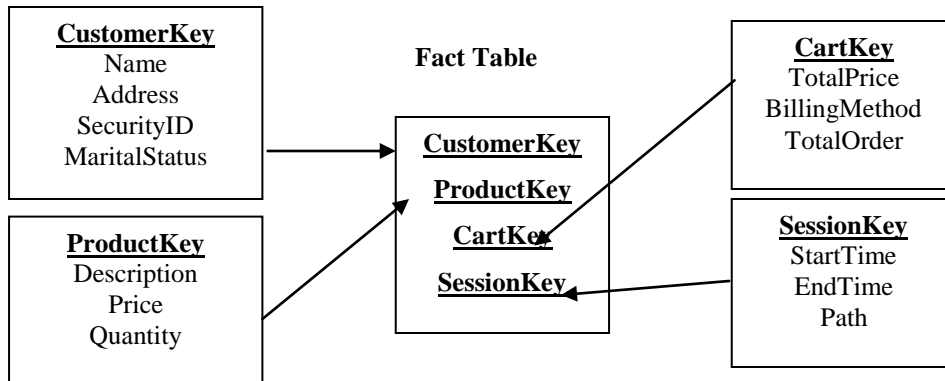 CustomerKey
Name
Address
SecurityID
MaritalStatus
ProductKey
Description
Price
Quantity
Fact Table
CustomerKey
ProductKey
CartKey
SessionKey
CartKey
TotalPrice
BillingMethod
TotalOrder
SessionKey
StartTime
EndTime
Path